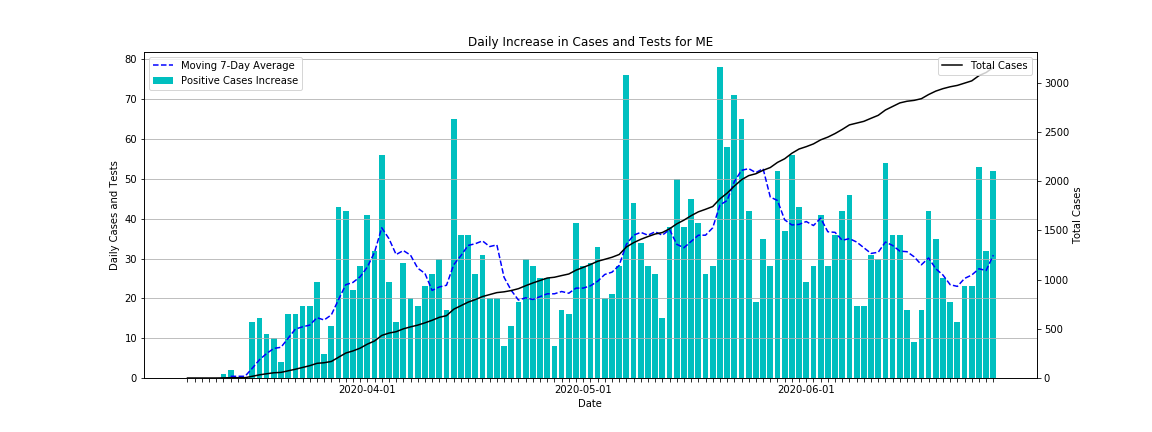 Daily Increase in Cases and Tests for ME
Moving 7-Day Average
Positive Cases Increase
Total Cases
80
70
60
50
40
30
20
10
0
Daily Cases and Tests
3000
2500
2000
1500
1000
500
0
Total Cases
2020-04-01
2020-05-01
2020-06-01
Date